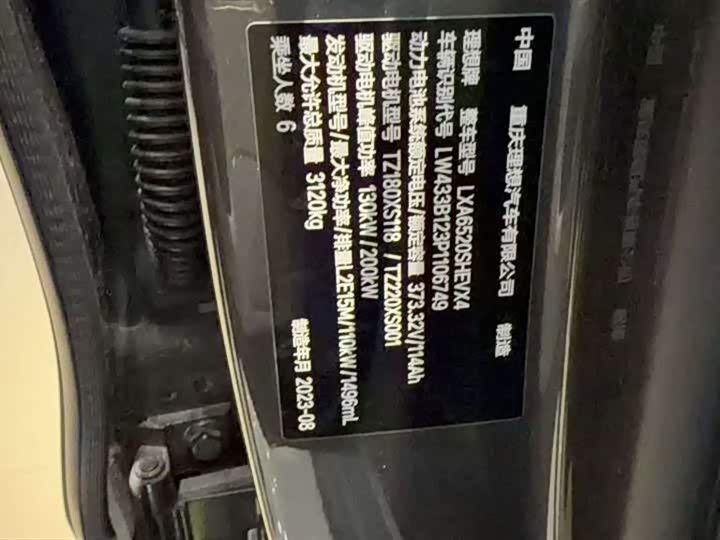 中国 重庆理想汽车有限公司 制造
理想牌 整车型号 LXA6520SHEVX4
车辆识别代号 LW433B123P1106749
动力电池系统额定电压/额定容量 373.32V/114Ah
驱动电机型号 TZ180XS118 / TZ220XS001
驱动电机峰值功率 130kW / 200kW
发动机型号/最大净功率/排量 L2E15M/110kW/1496mL
最大允许总质量 3120kg
乘坐人数 6 制造年月 2023-08